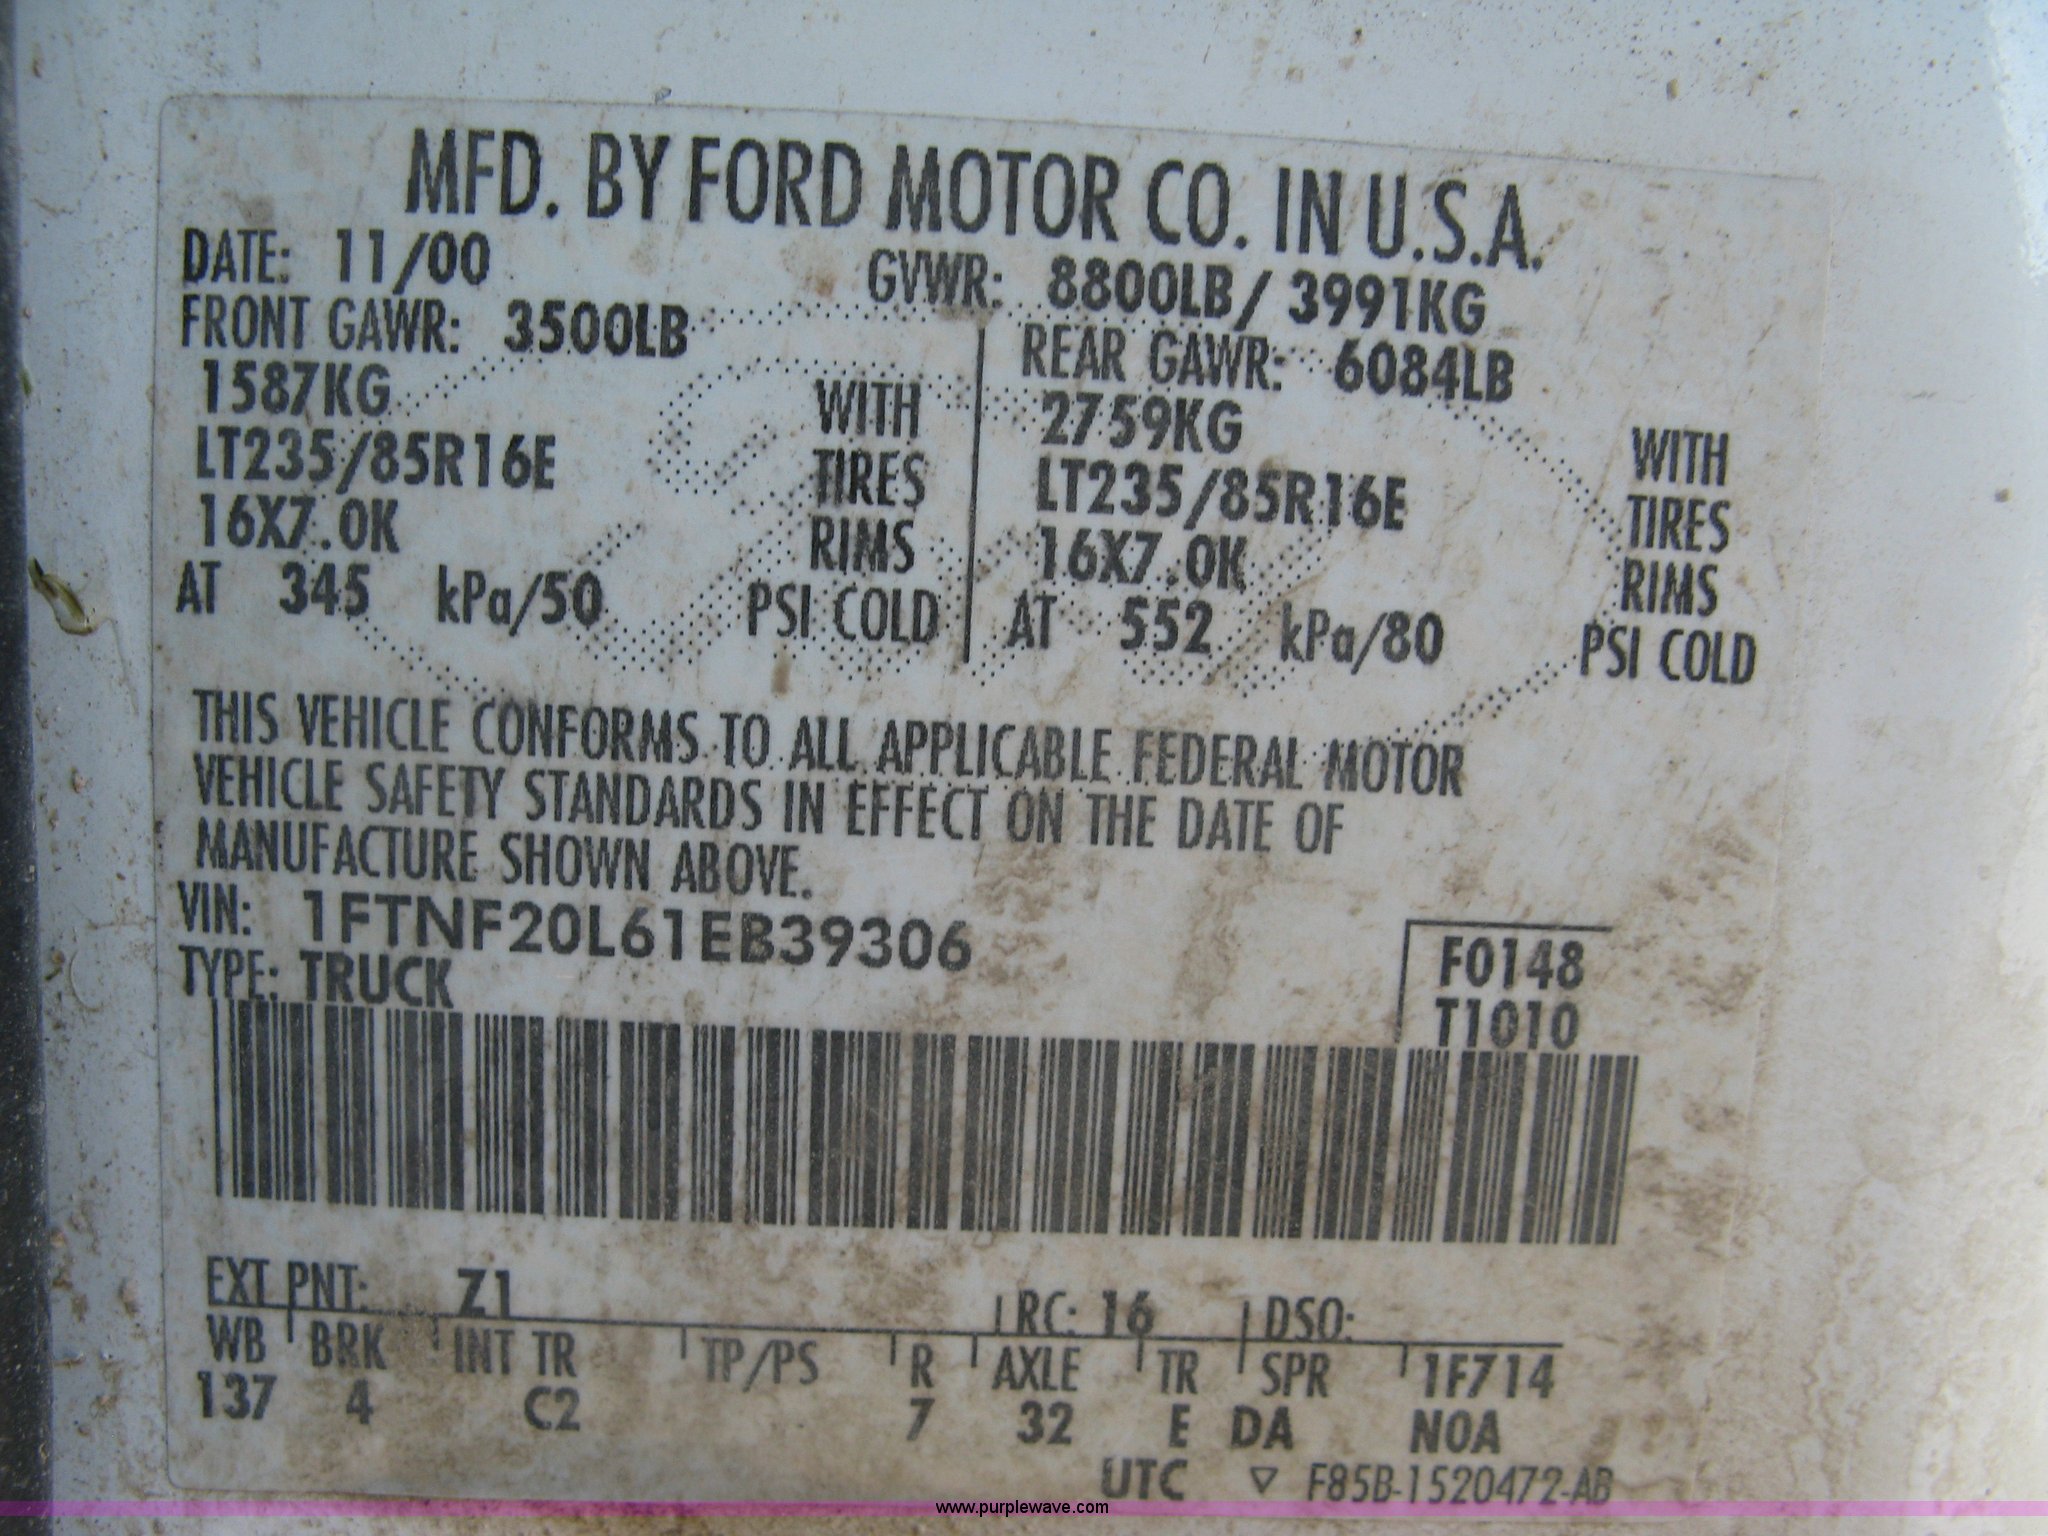 MFD. BY FORD MOTOR CO. IN U.S.A.
DATE: 11/00 GVWR: 8800LB/ 3991KG
FRONT GAWR: 3500LB REAR GAWR: 6084LB
1587KG WITH 2759KG WITH
LT235/85R16E TIRES LT235/85R16E TIRES
16X7.0K RIMS 16X7.0K RIMS
AT 345 kPa/50 PSI COLD AT 552 kPa/80 PSI COLD
THIS VEHICLE CONFORMS TO ALL APPLICABLE FEDERAL MOTOR
VEHICLE SAFETY STANDARDS IN EFFECT ON THE DATE OF
MANUFACTURE SHOWN ABOVE.
VIN: 1FTNF20L61EB39306 F0148
TYPE: TRUCK T1010
EXT PNT: Z1 RC: 16 DSO:
WB BRK INT TR TP/PS R AXLE TR SPR 1F714
137 4 C2 7 32 E DA NOA
UTC ▽ F85B-1520472-AB
www.purplewave.com